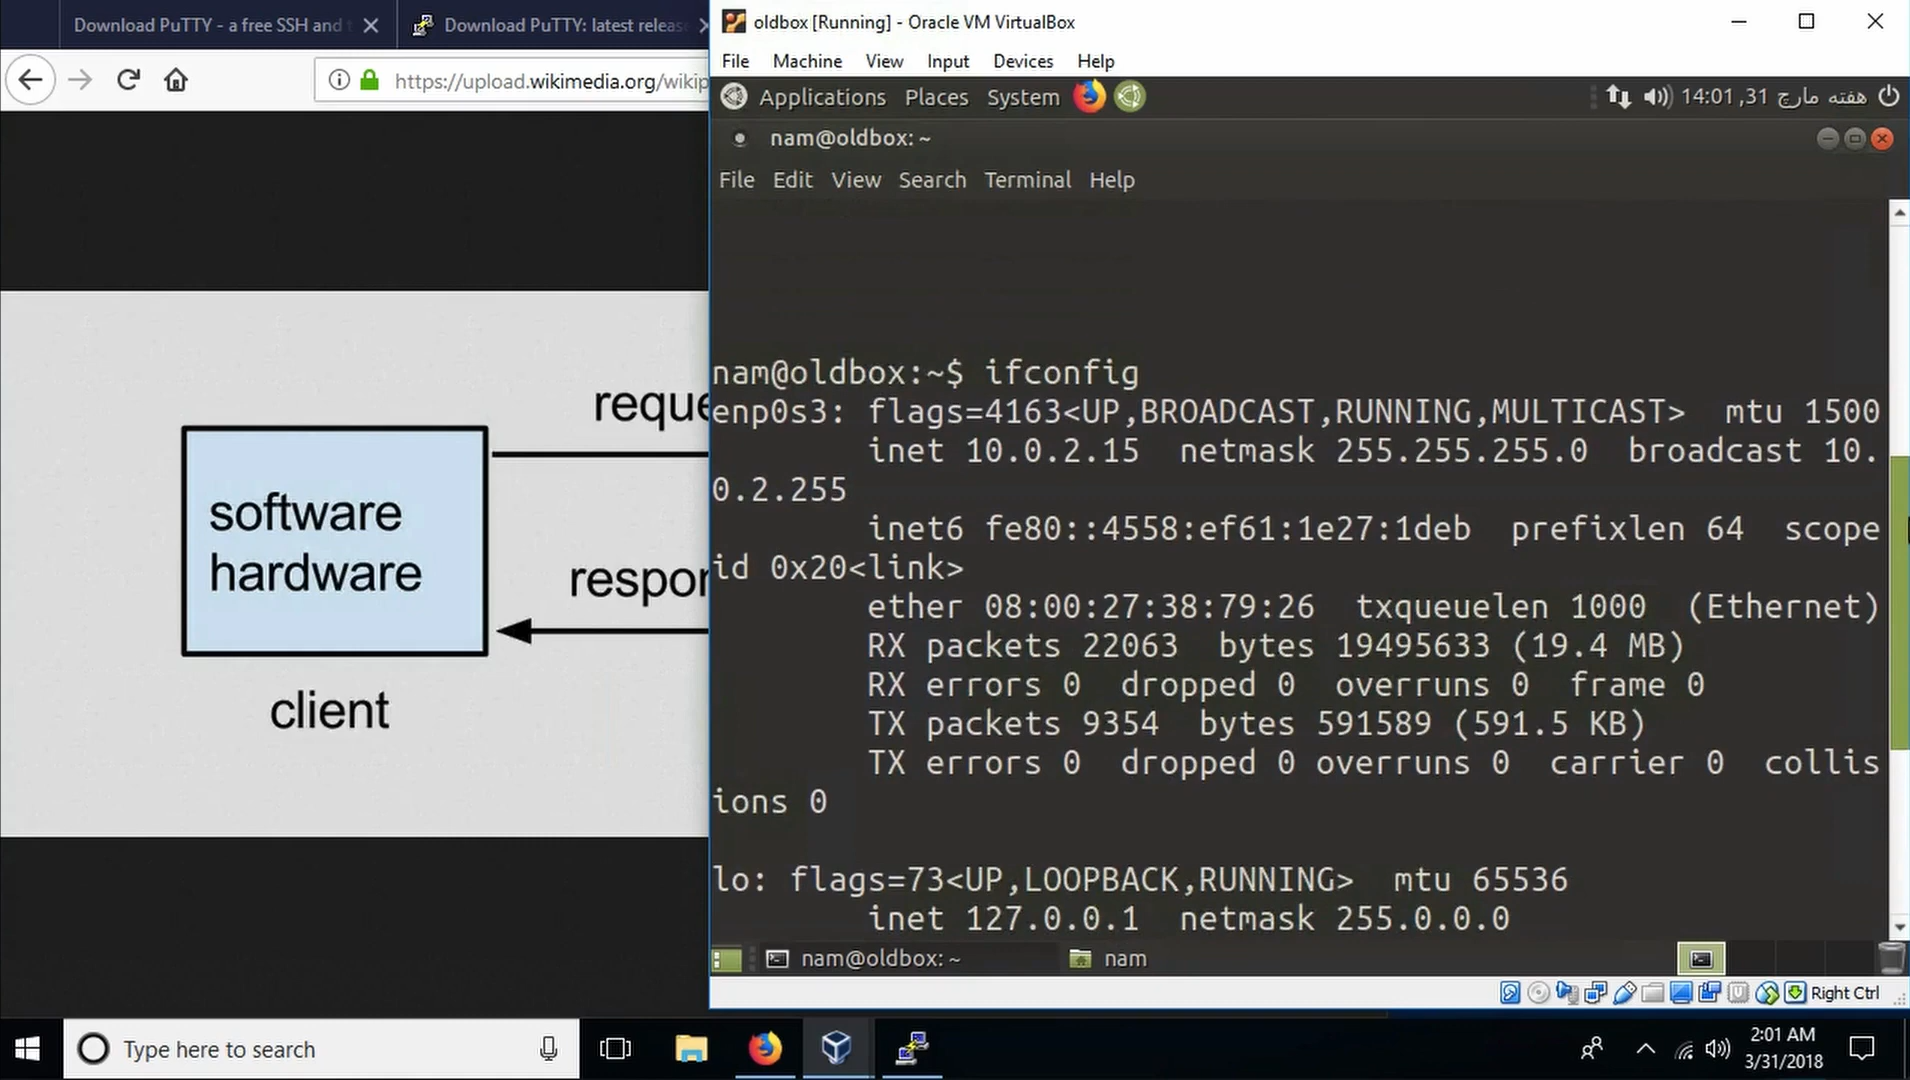 Download PuTTY - a free SSH and
Download PuTTY: latest releas
https://upload.wikimedia.org/wikip
reque
software
hardware
respon
client
oldbox [Running] - Oracle VM VirtualBox
File Machine View Input Devices Help
Applications Places System
هفته مارچ 31, 14:01
nam@oldbox: ~
File Edit View Search Terminal Help
nam@oldbox:~$ ifconfig
enp0s3: flags=4163<UP,BROADCAST,RUNNING,MULTICAST> mtu 1500
inet 10.0.2.15 netmask 255.255.255.0 broadcast 10.
0.2.255
inet6 fe80::4558:ef61:1e27:1deb prefixlen 64 scope
id 0x20<link>
ether 08:00:27:38:79:26 txqueuelen 1000 (Ethernet)
RX packets 22063 bytes 19495633 (19.4 MB)
RX errors 0 dropped 0 overruns 0 frame 0
TX packets 9354 bytes 591589 (591.5 KB)
TX errors 0 dropped 0 overruns 0 carrier 0 collis
ions 0
lo: flags=73<UP,LOOPBACK,RUNNING> mtu 65536
inet 127.0.0.1 netmask 255.0.0.0
nam@oldbox: ~
nam
Right Ctrl
Type here to search
2:01 AM
3/31/2018